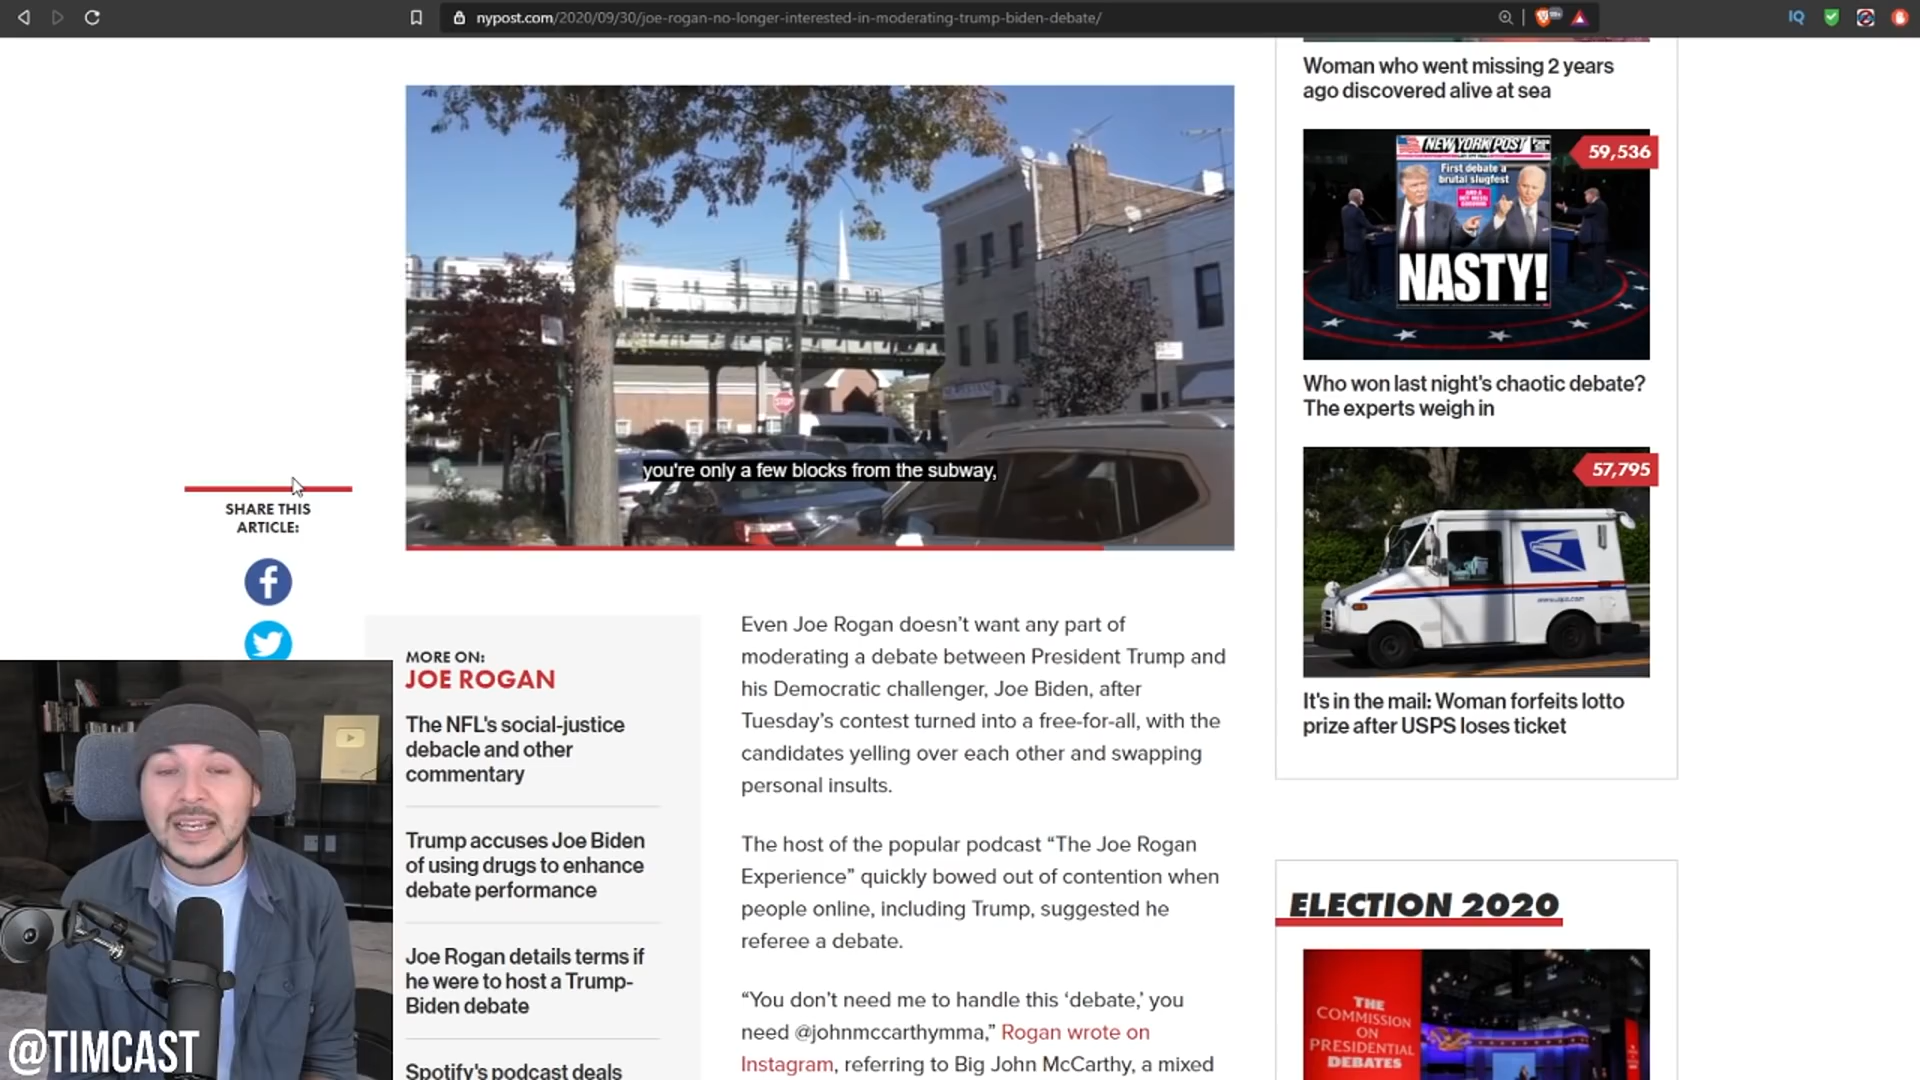 nypost.com/2020/09/30/joe-rogan-no-longer-interested-in-moderating-trump-biden-debate/
IQ
you're only a few blocks from the subway,
STOP
SHARE THIS
ARTICLE:
MORE ON:
JOE ROGAN
The NFL's social-justice
debacle and other
commentary
Trump accuses Joe Biden
of using drugs to enhance
debate performance
Joe Rogan details terms if
he were to host a Trump-
Biden debate
Spotify's podcast deals
Even Joe Rogan doesn't want any part of
moderating a debate between President Trump and
his Democratic challenger, Joe Biden, after
Tuesday's contest turned into a free-for-all, with the
candidates yelling over each other and swapping
personal insults.
The host of the popular podcast “The Joe Rogan
Experience” quickly bowed out of contention when
people online, including Trump, suggested he
referee a debate.
“You don't need me to handle this ‘debate,’ you
need @johnmccarthymma,” Rogan wrote on
Instagram, referring to Big John McCarthy, a mixed
Woman who went missing 2 years
ago discovered alive at sea
59,536
NEW YORK POST
First debate a
brutal slugfest
NASTY!
Who won last night's chaotic debate?
The experts weigh in
57,795
It's in the mail: Woman forfeits lotto
prize after USPS loses ticket
ELECTION 2020
THE
COMMISSION
ON
PRESIDENTIAL
DEBATES
@TIMCAST